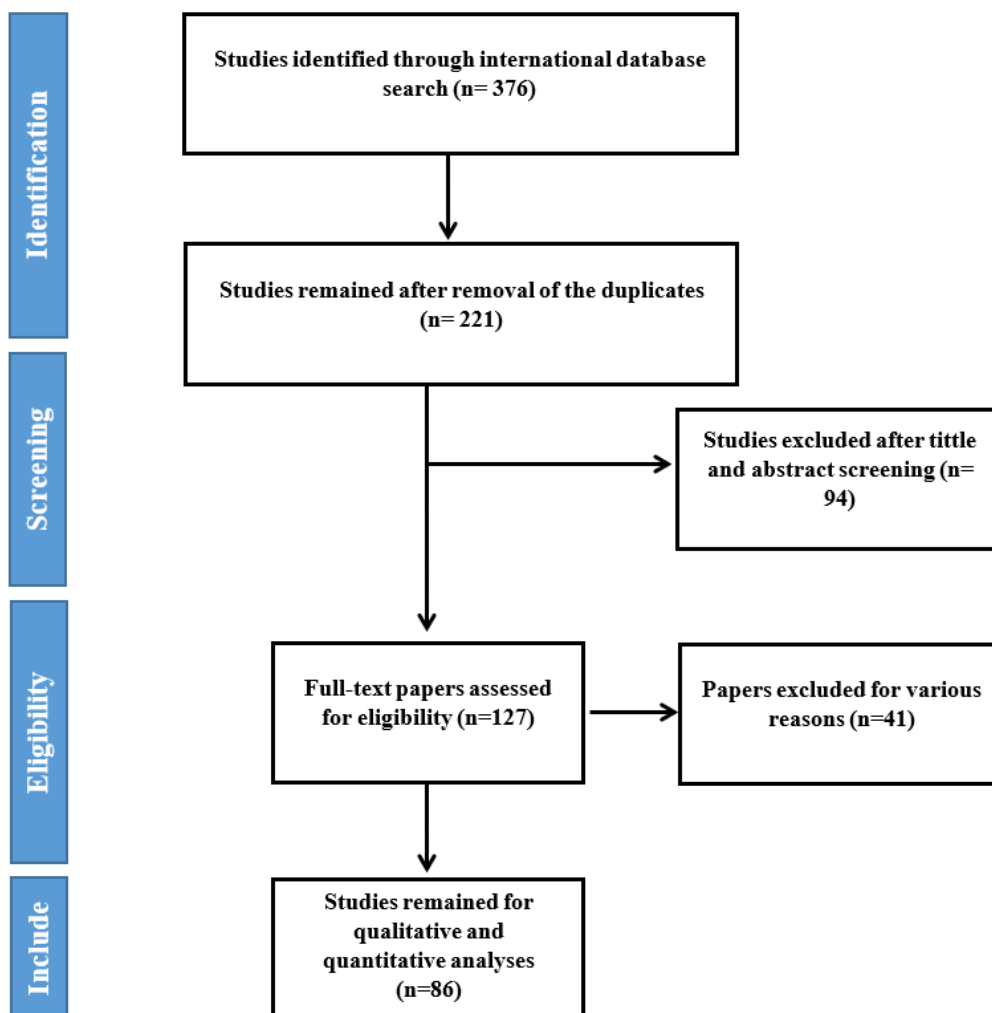 Identification
Studies identified through international database
search (n= 376)
Studies remained after removal of the duplicates
(n= 221)
Screening
Studies excluded after tittle
and abstract screening (n=
94)
Eligibility
Full-text papers assessed
for eligibility (n=127)
Papers excluded for various
reasons (n=41)
Include
Studies remained for
qualitative and
quantitative analyses
(n=86)